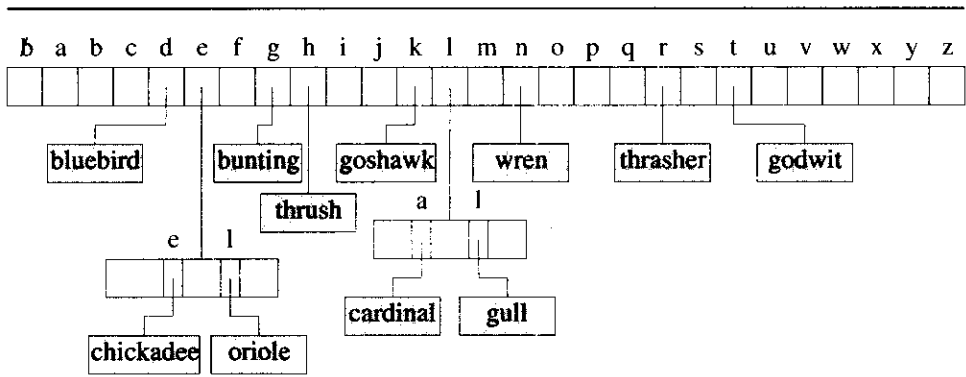 ƀ a b c d e f g h i j k l m n o p q r s t u v w x y z
bluebird bunting goshawk wren thrasher godwit
thrush
a l
e l
cardinal gull
chickadee oriole